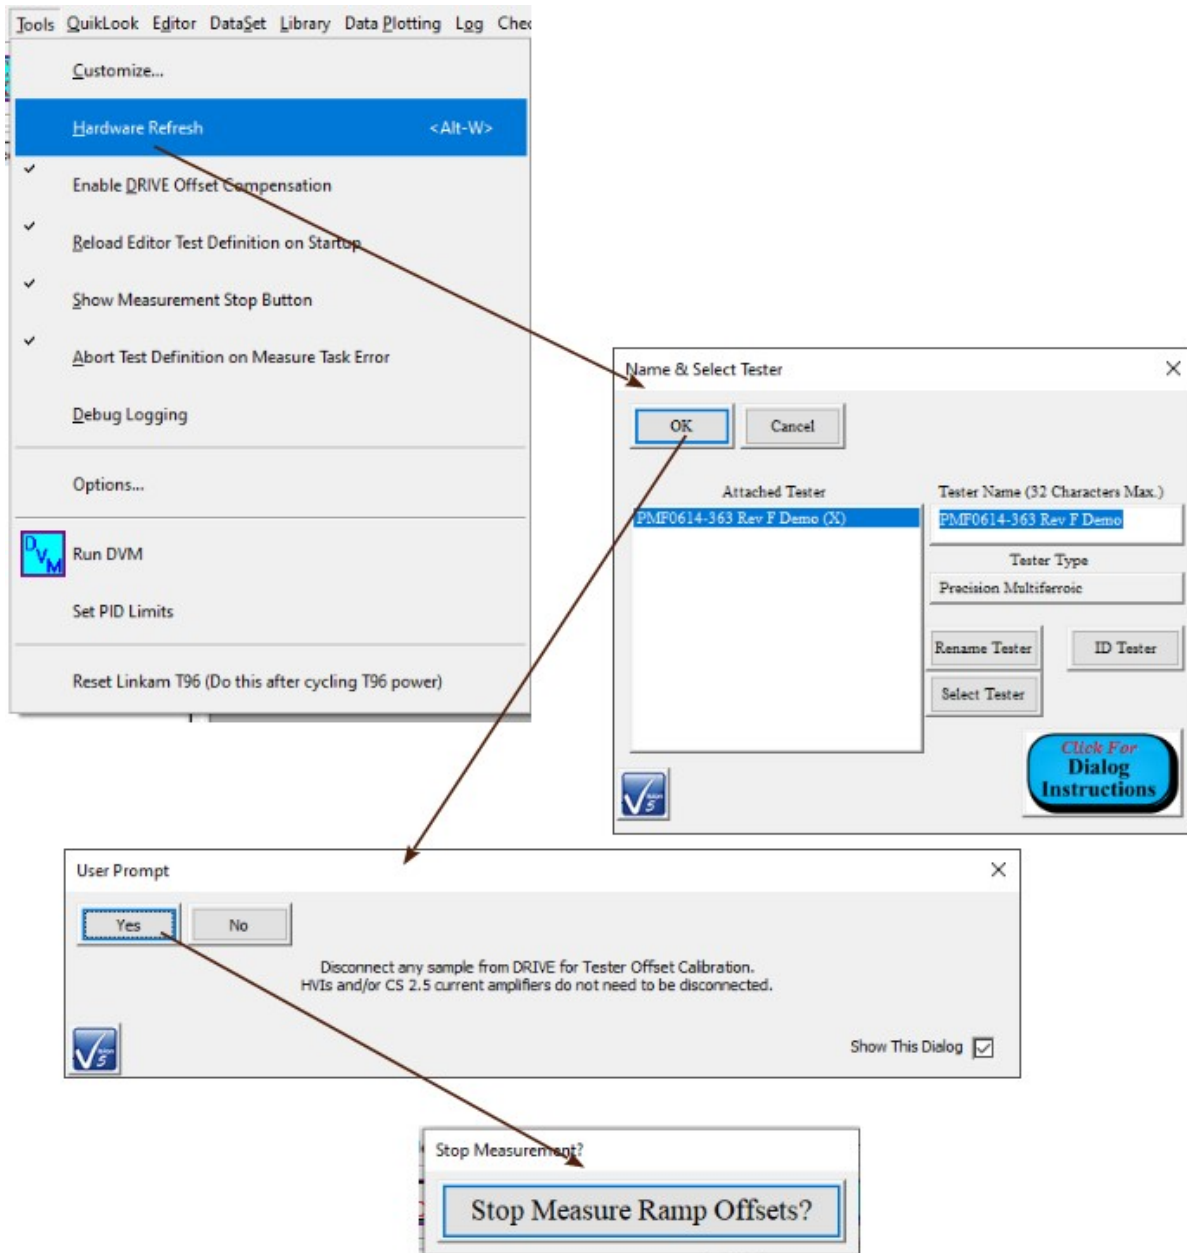 Tools QuikLook Editor DataSet Library Data Plotting Log Chec
Customize...
Hardware Refresh <Alt-W>
Enable DRIVE Offset Compensation
Reload Editor Test Definition on Startup
Show Measurement Stop Button
Abort Test Definition on Measure Task Error
Debug Logging
Options...
DVM Run DVM
Set PID Limits
Reset Linkam T96 (Do this after cycling T96 power)
Name & Select Tester
OK Cancel
Attached Tester Tester Name (32 Characters Max.)
PMF0614-363 Rev F Demo (X) PMF0614-363 Rev F Demo
Tester Type
Precision Multiferroic
Rename Tester ID Tester
Select Tester
Click For
Dialog
Instructions
Vision
5
User Prompt
Yes No
Disconnect any sample from DRIVE for Tester Offset Calibration.
HVIs and/or CS 2.5 current amplifiers do not need to be disconnected.
Vision
5
Show This Dialog
Stop Measurement?
Stop Measure Ramp Offsets?